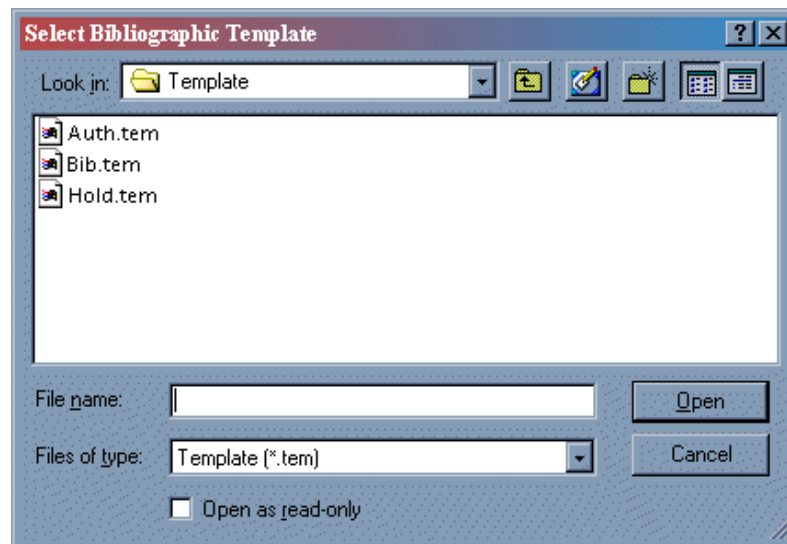 Select Bibliographic Template
Look in: Template
Auth.tem
Bib.tem
Hold.tem
File name:
Open
Files of type: Template (*.tem)
Cancel
Open as read-only